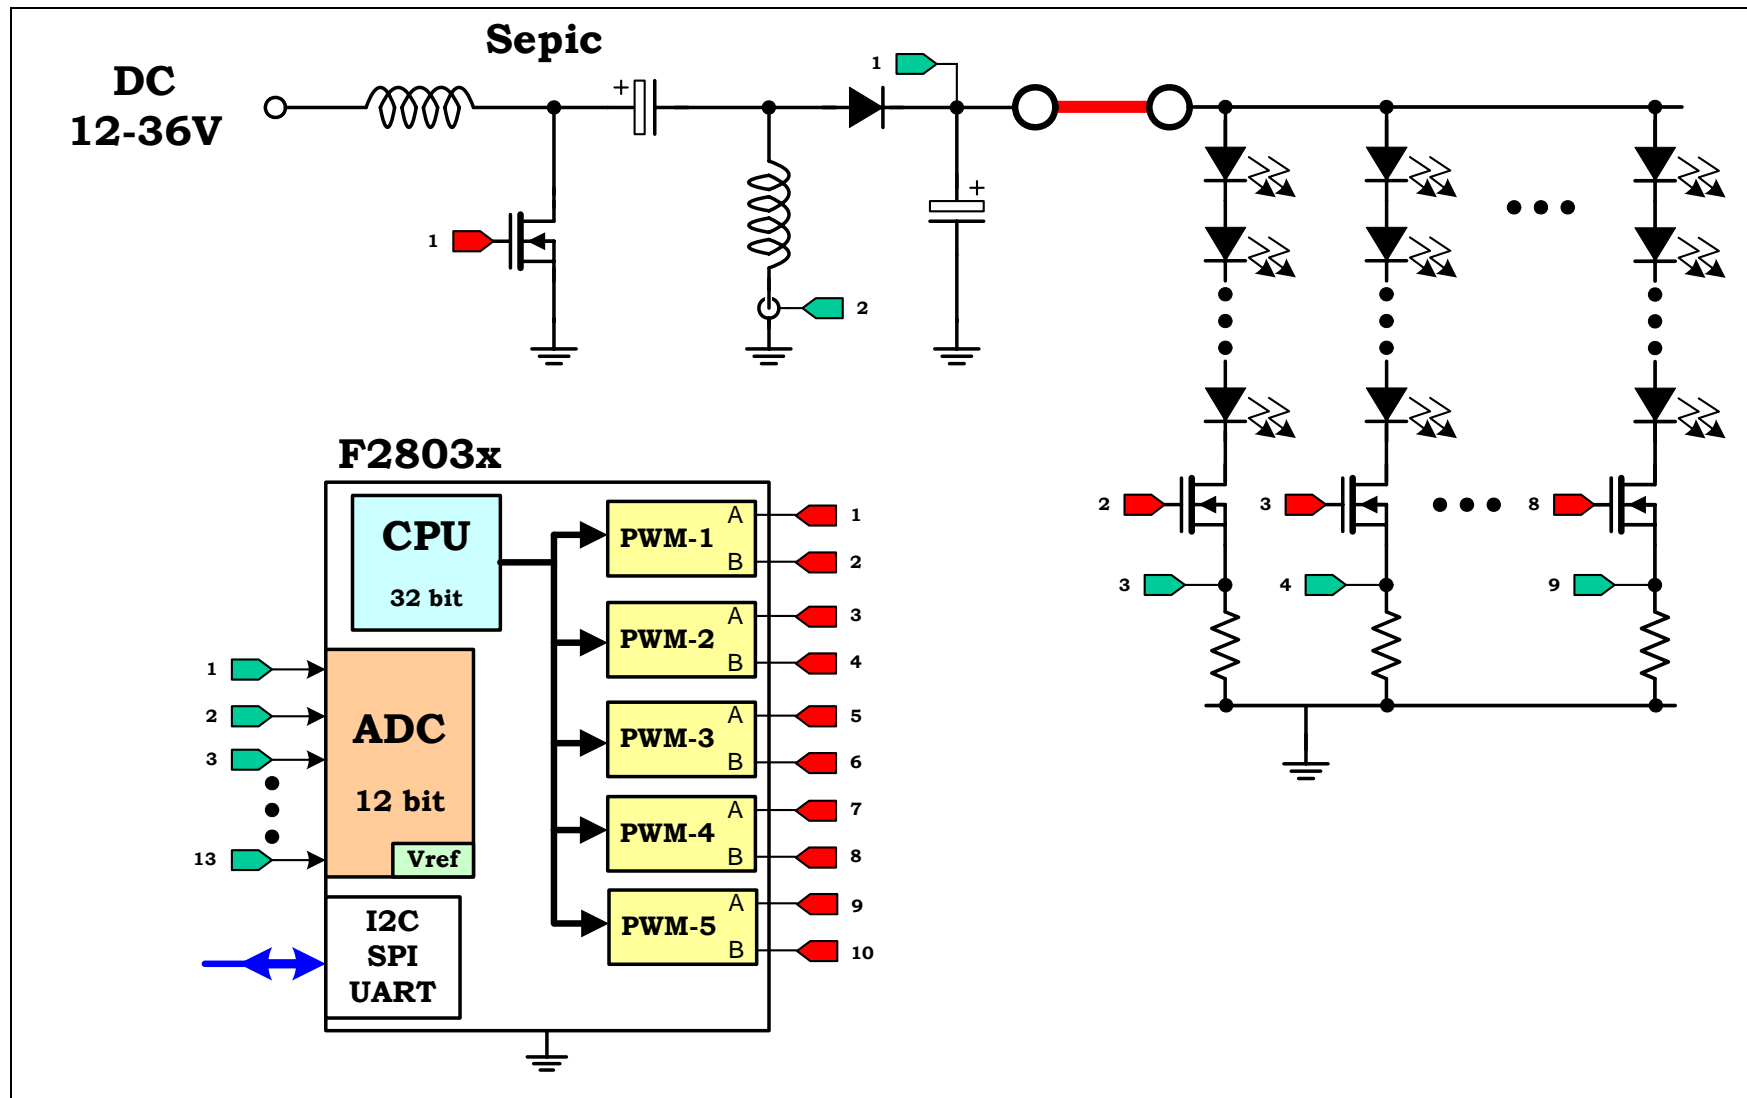 Sepic
DC
12-36V
+
1
+
1
2
F2803x
CPU
32 bit
PWM-1
A
B
1
2
PWM-2
A
B
3
4
PWM-3
A
B
5
6
PWM-4
A
B
7
8
PWM-5
A
B
9
10
1
2
3
13
ADC
12 bit
Vref
I2C
SPI
UART
2
3
8
3
4
9